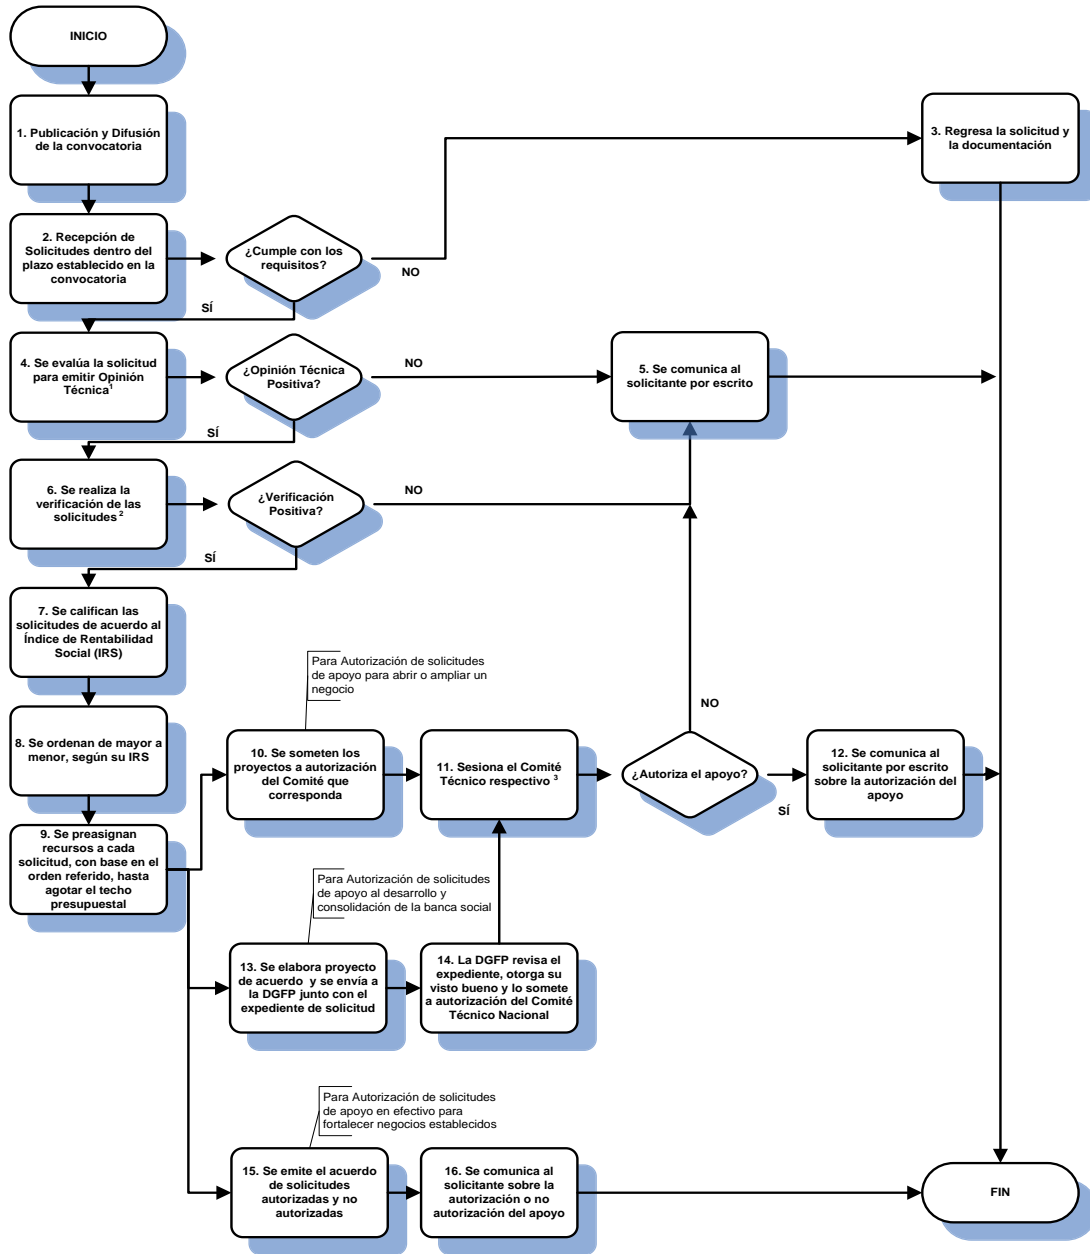 INICIO
1. Publicación y Difusión
de la convocatoria
3. Regresa la solicitud y
la documentación
2. Recepción de
Solicitudes dentro del
plazo establecido en la
convocatoria
¿Cumple con los
requisitos?
NO
SÍ
4. Se evalúa la solicitud
para emitir Opinión
Técnica¹
¿Opinión Técnica
Positiva?
NO
5. Se comunica al
solicitante por escrito
SÍ
6. Se realiza la
verificación de las
solicitudes ²
¿Verificación
Positiva?
NO
SÍ
7. Se califican las
solicitudes de acuerdo al
Índice de Rentabilidad
Social (IRS)
Para Autorización de solicitudes
de apoyo para abrir o ampliar un
negocio
NO
8. Se ordenan de mayor a
menor, según su IRS
10. Se someten los
proyectos a autorización
del Comité que
corresponda
11. Sesiona el Comité
Técnico respectivo ³
¿Autoriza el apoyo?
SÍ
12. Se comunica al
solicitante por escrito
sobre la autorización del
apoyo
9. Se preasignan
recursos a cada
solicitud, con base en el
orden referido, hasta
agotar el techo
presupuestal
Para Autorización de solicitudes
de apoyo al desarrollo y
consolidación de la banca social
13. Se elabora proyecto
de acuerdo y se envía a
la DGFP junto con el
expediente de solicitud
14. La DGFP revisa el
expediente, otorga su
visto bueno y lo somete
a autorización del Comité
Técnico Nacional
Para Autorización de solicitudes
de apoyo en efectivo para
fortalecer negocios establecidos
15. Se emite el acuerdo
de solicitudes
autorizadas y no
autorizadas
16. Se comunica al
solicitante sobre la
autorización o no
autorización del apoyo
FIN